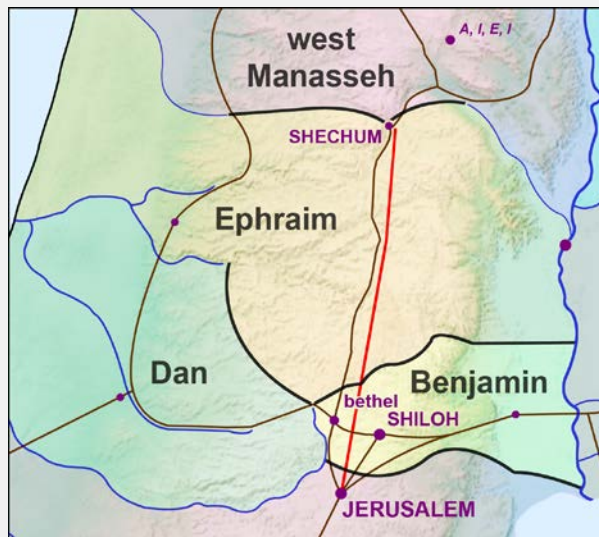 A, I, E, I
west
Manasseh
SHECHUM
Ephraim
Dan
Benjamin
bethel
SHILOH
JERUSALEM